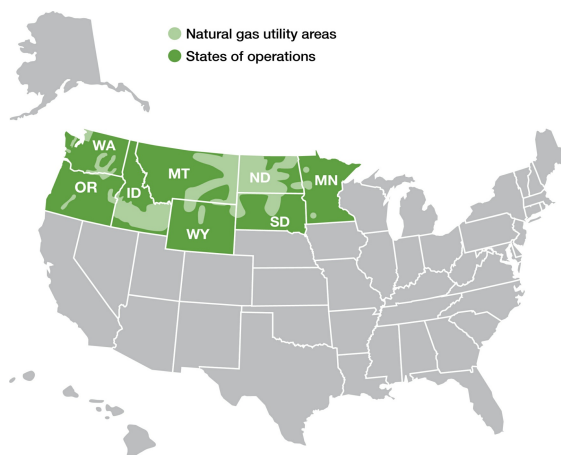 Natural gas utility areas
States of operations
WA
MT
ND
MN
OR
ID
SD
WY